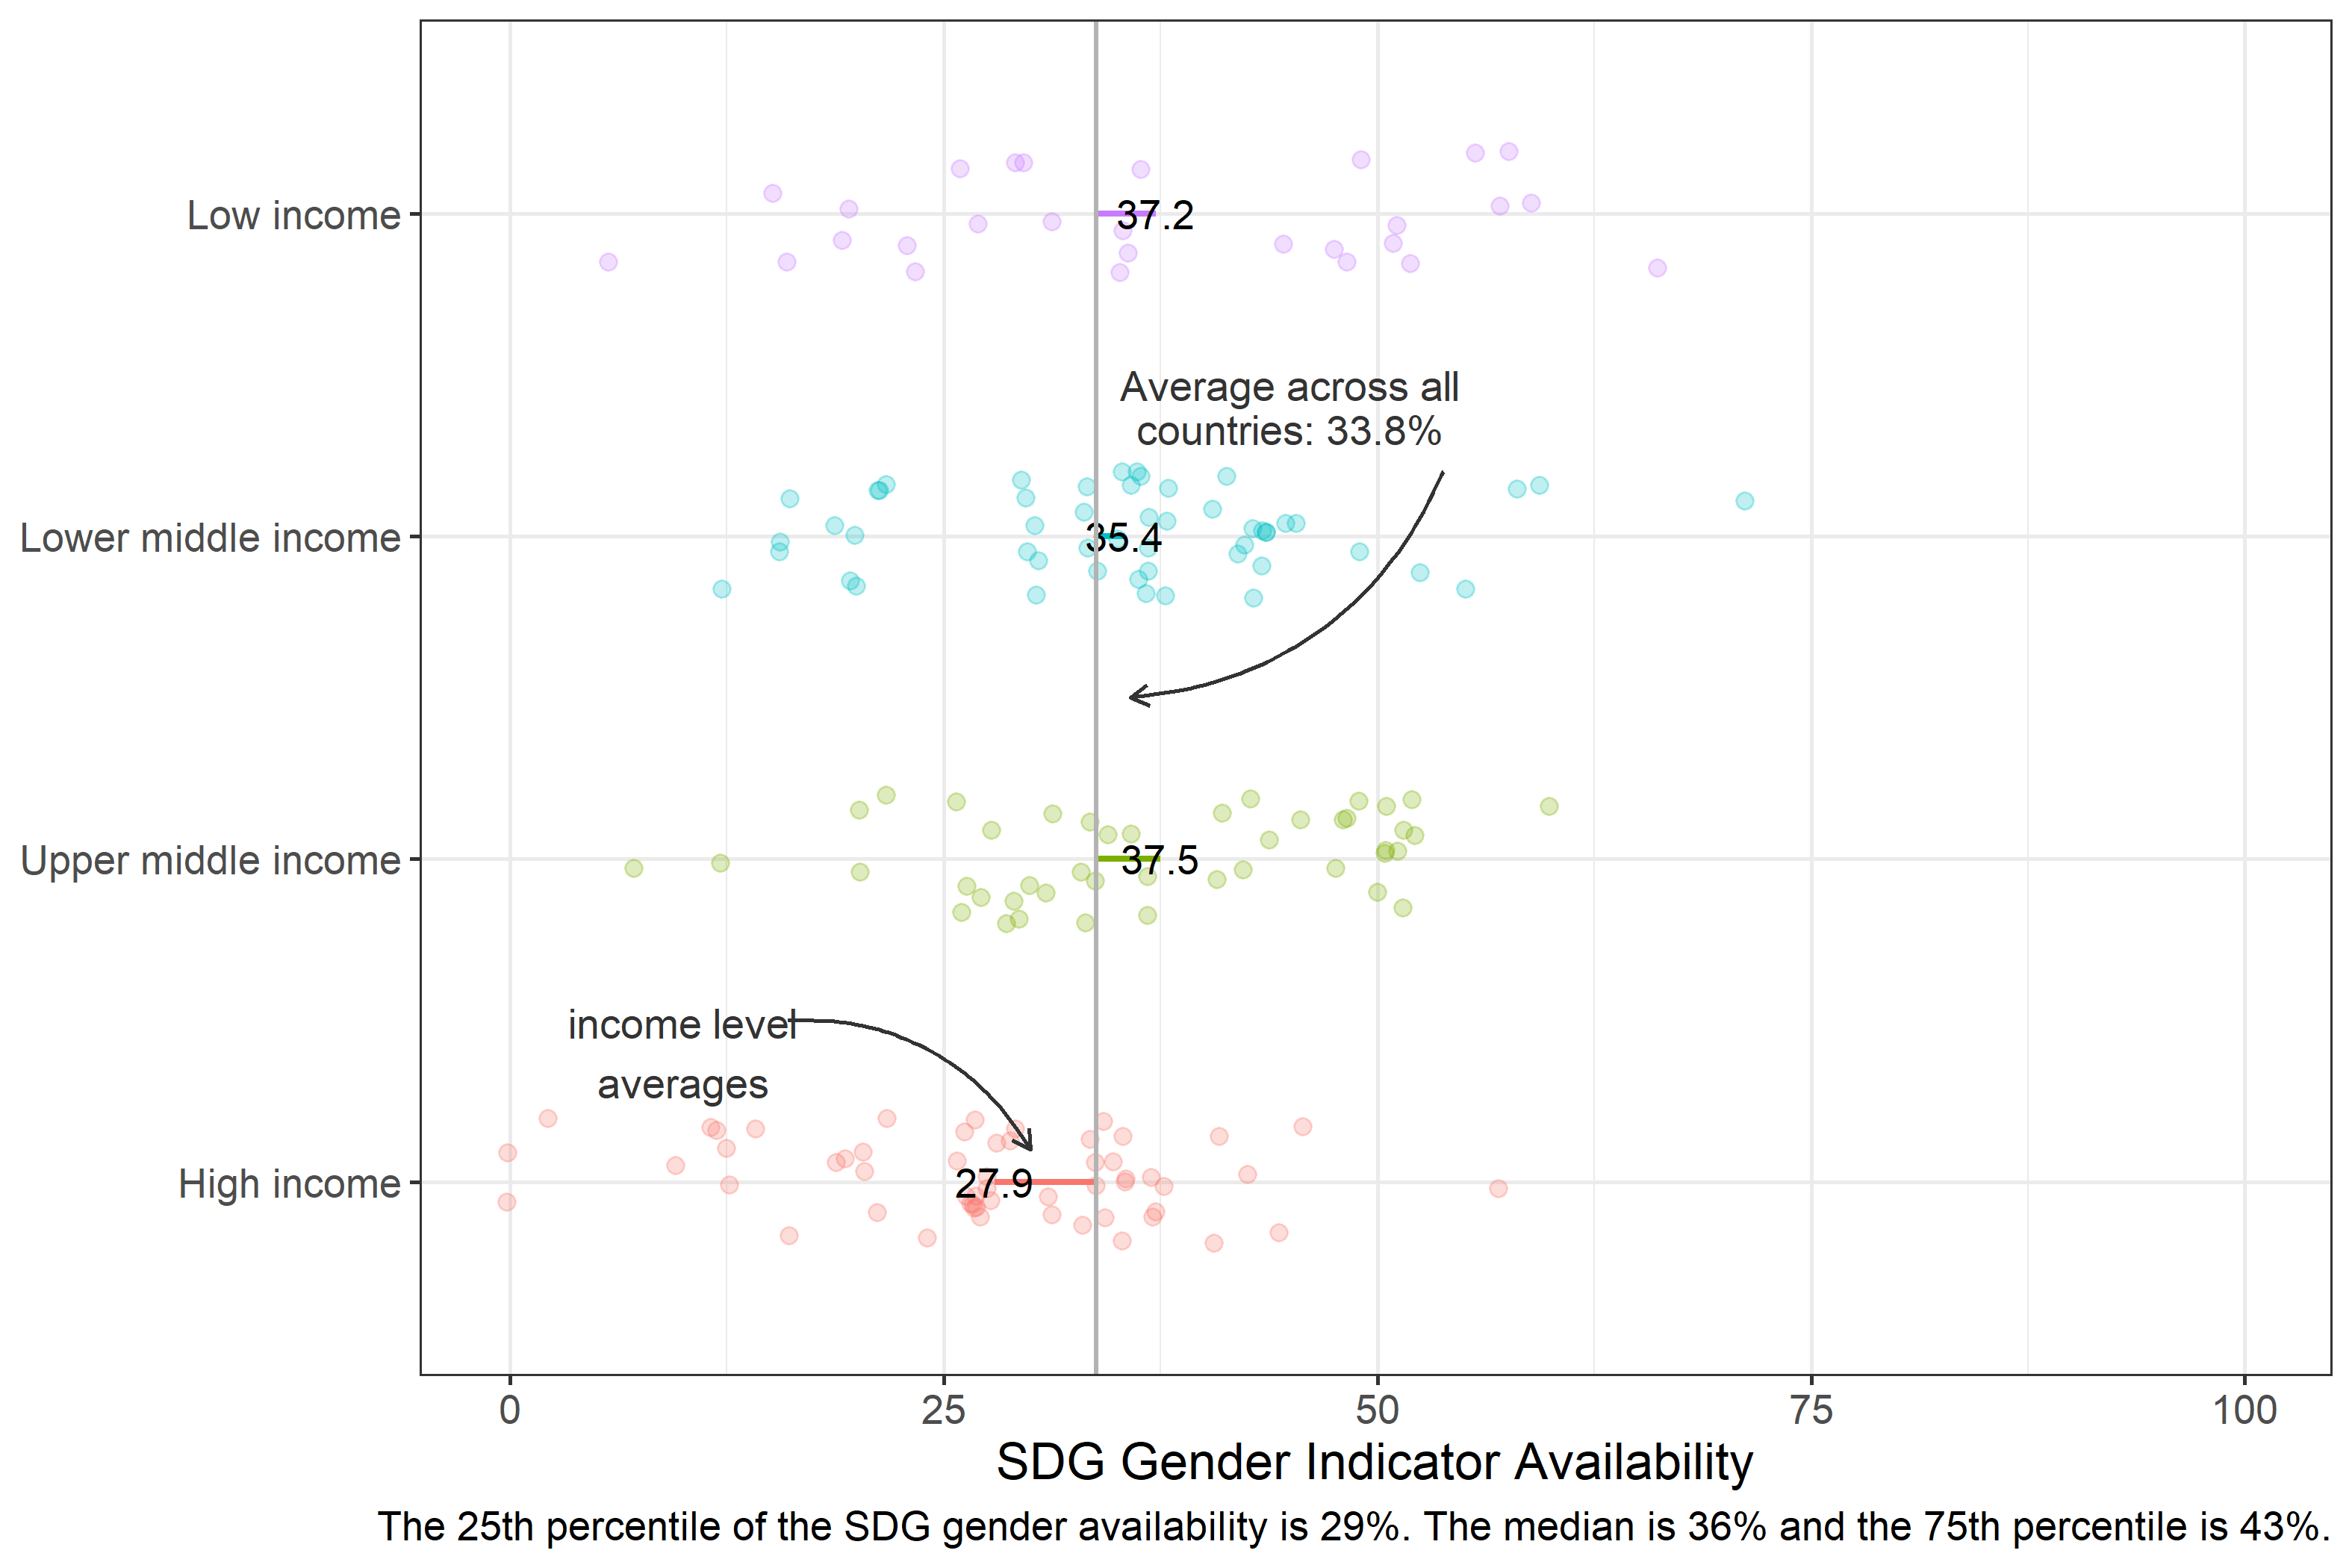 Low income
37.2
Average across all
countries: 33.8%
Lower middle income
35.4
Upper middle income
37.5
income level
averages
High income
27.9
0
25
50
75
100
SDG Gender Indicator Availability
The 25th percentile of the SDG gender availability is 29%. The median is 36% and the 75th percentile is 43%.